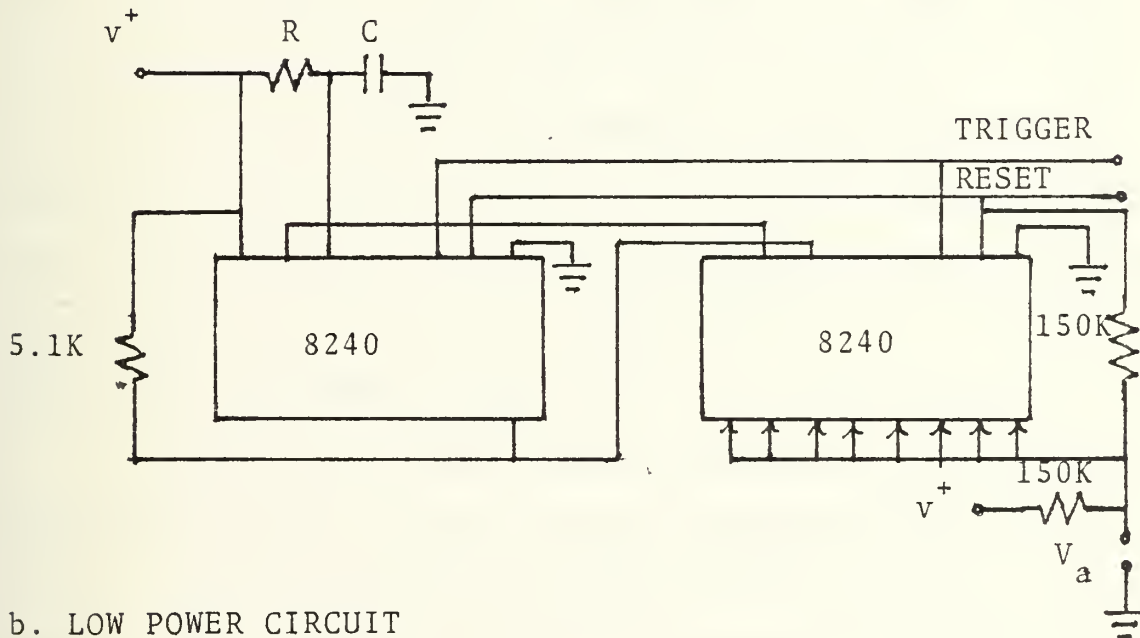 v+
R C
TRIGGER
RESET
5.1K
8240
8240
150K
150K
v+
Va
b. LOW POWER CIRCUIT